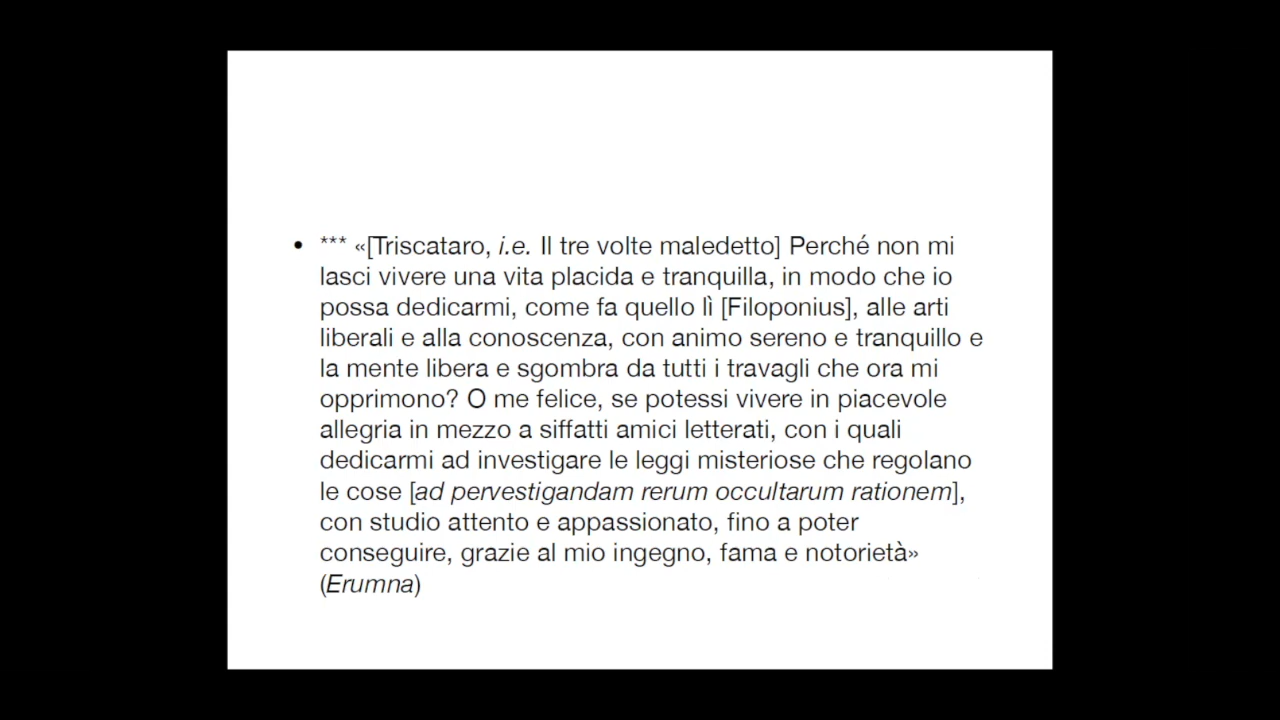 • *** «[Triscataro, i.e. Il tre volte maledetto] Perché non mi
lasci vivere una vita placida e tranquilla, in modo che io
possa dedicarmi, come fa quello lì [Filoponius], alle arti
liberali e alla conoscenza, con animo sereno e tranquillo e
la mente libera e sgombra da tutti i travagli che ora mi
opprimono? O me felice, se potessi vivere in piacevole
allegria in mezzo a siffatti amici letterati, con i quali
dedicarmi ad investigare le leggi misteriose che regolano
le cose [ad pervestigandam rerum occultarum rationem],
con studio attento e appassionato, fino a poter
conseguire, grazie al mio ingegno, fama e notorietà»
(Erumna)